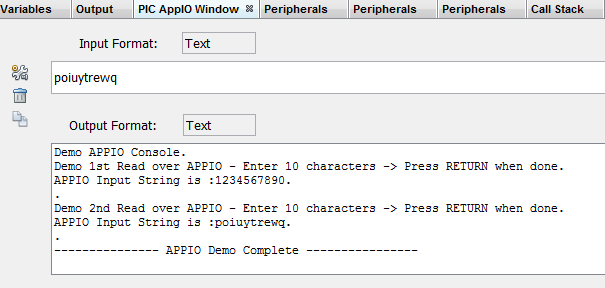 Variables Output PIC AppIO Window Peripherals Peripherals Peripherals Call Stack
Input Format: Text
poiuytrewq
Output Format: Text
Demo APPIO Console.
Demo 1st Read over APPIO - Enter 10 characters -> Press RETURN when done.
APPIO Input String is :1234567890.
.
Demo 2nd Read over APPIO - Enter 10 characters -> Press RETURN when done.
APPIO Input String is :poiuytrewq.
.
--------------- APPIO Demo Complete ----------------